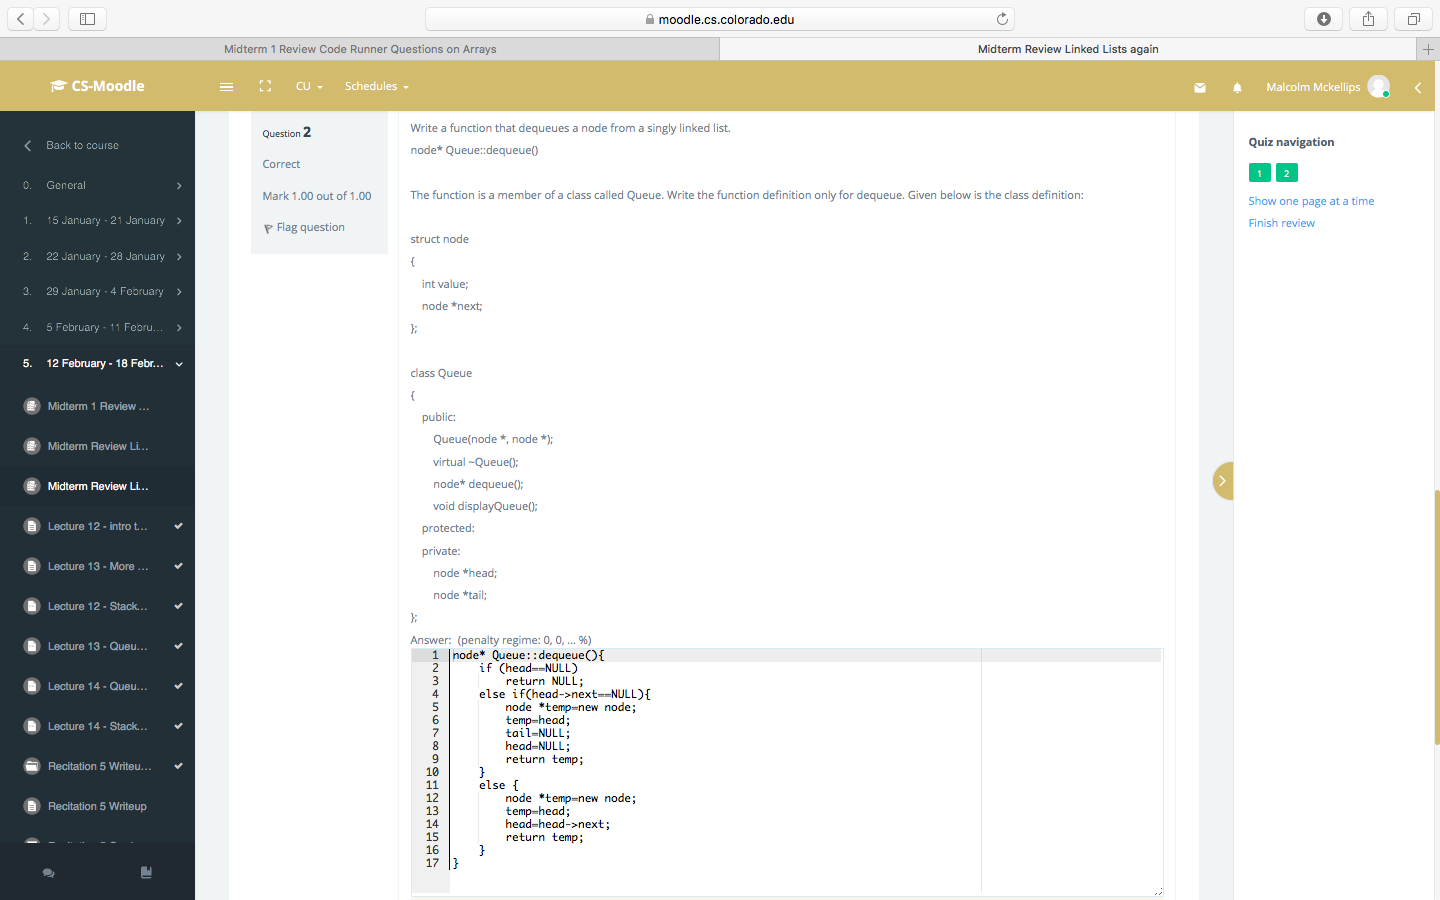 moodle.cs.colorado.edu
Midterm 1 Review Code Runner Questions on Arrays
Midterm Review Linked Lists again
CS-Moodle
CU
Schedules
Malcolm Mckellips
Back to course
0. General
1. 15 January - 21 January
2. 22 January - 28 January
3. 29 January - 4 February
4. 5 February - 11 Febru...
5. 12 February - 18 Febr...
Midterm 1 Review ...
Midterm Review Li...
Midterm Review Li...
Lecture 12 - intro t...
Lecture 13 - More ...
Lecture 12 - Stack...
Lecture 13 - Queu...
Lecture 14 - Queu...
Lecture 14 - Stack...
Recitation 5 Writeu...
Recitation 5 Writeup
Question 2
Correct
Mark 1.00 out of 1.00
Flag question
Write a function that dequeues a node from a singly linked list.
node* Queue::dequeue()
The function is a member of a class called Queue. Write the function definition only for dequeue. Given below is the class definition:
struct node
{
int value;
node *next;
};
class Queue
{
public:
Queue(node *, node *);
virtual ~Queue();
node* dequeue();
void displayQueue();
protected:
private:
node *head;
node *tail;
};
Answer: (penalty regime: 0, 0, ... %)
1 node* Queue::dequeue(){
2 if (head==NULL)
3 return NULL;
4 else if(head->next==NULL){
5 node *temp=new node;
6 temp=head;
7 tail=NULL;
8 head=NULL;
9 return temp;
10 }
11 else {
12 node *temp=new node;
13 temp=head;
14 head=head->next;
15 return temp;
16 }
17 }
Quiz navigation
1 2
Show one page at a time
Finish review